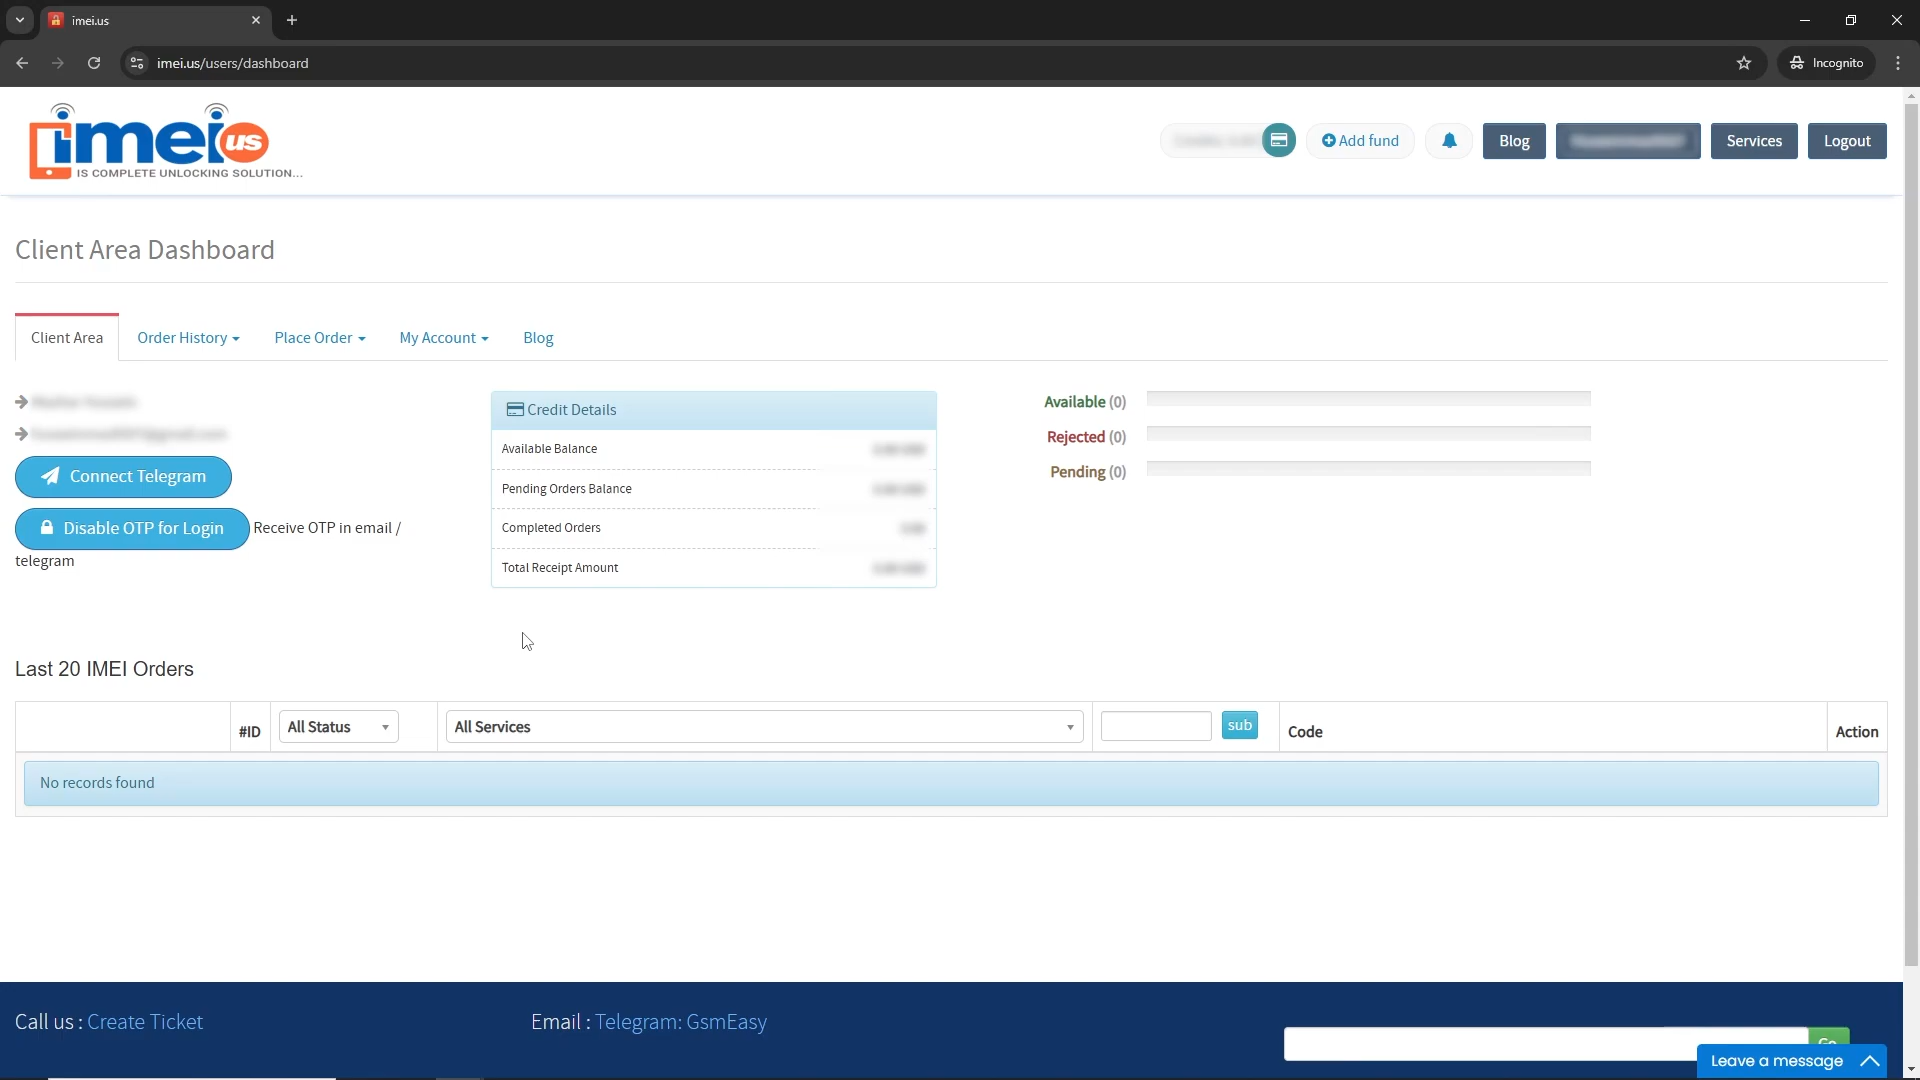 imei.us
imei.us/users/dashboard
Incognito
imei us
IS COMPLETE UNLOCKING SOLUTION...
Add fund
Blog
Services
Logout
Client Area Dashboard
Client Area
Order History
Place Order
My Account
Blog
Connect Telegram
Disable OTP for Login Receive OTP in email /
telegram
Credit Details
Available Balance
Pending Orders Balance
Completed Orders
Total Receipt Amount
Available (0)
Rejected (0)
Pending (0)
Last 20 IMEI Orders
#ID
All Status
All Services
sub
Code
Action
No records found
Call us : Create Ticket
Email : Telegram: GsmEasy
Go
Leave a message